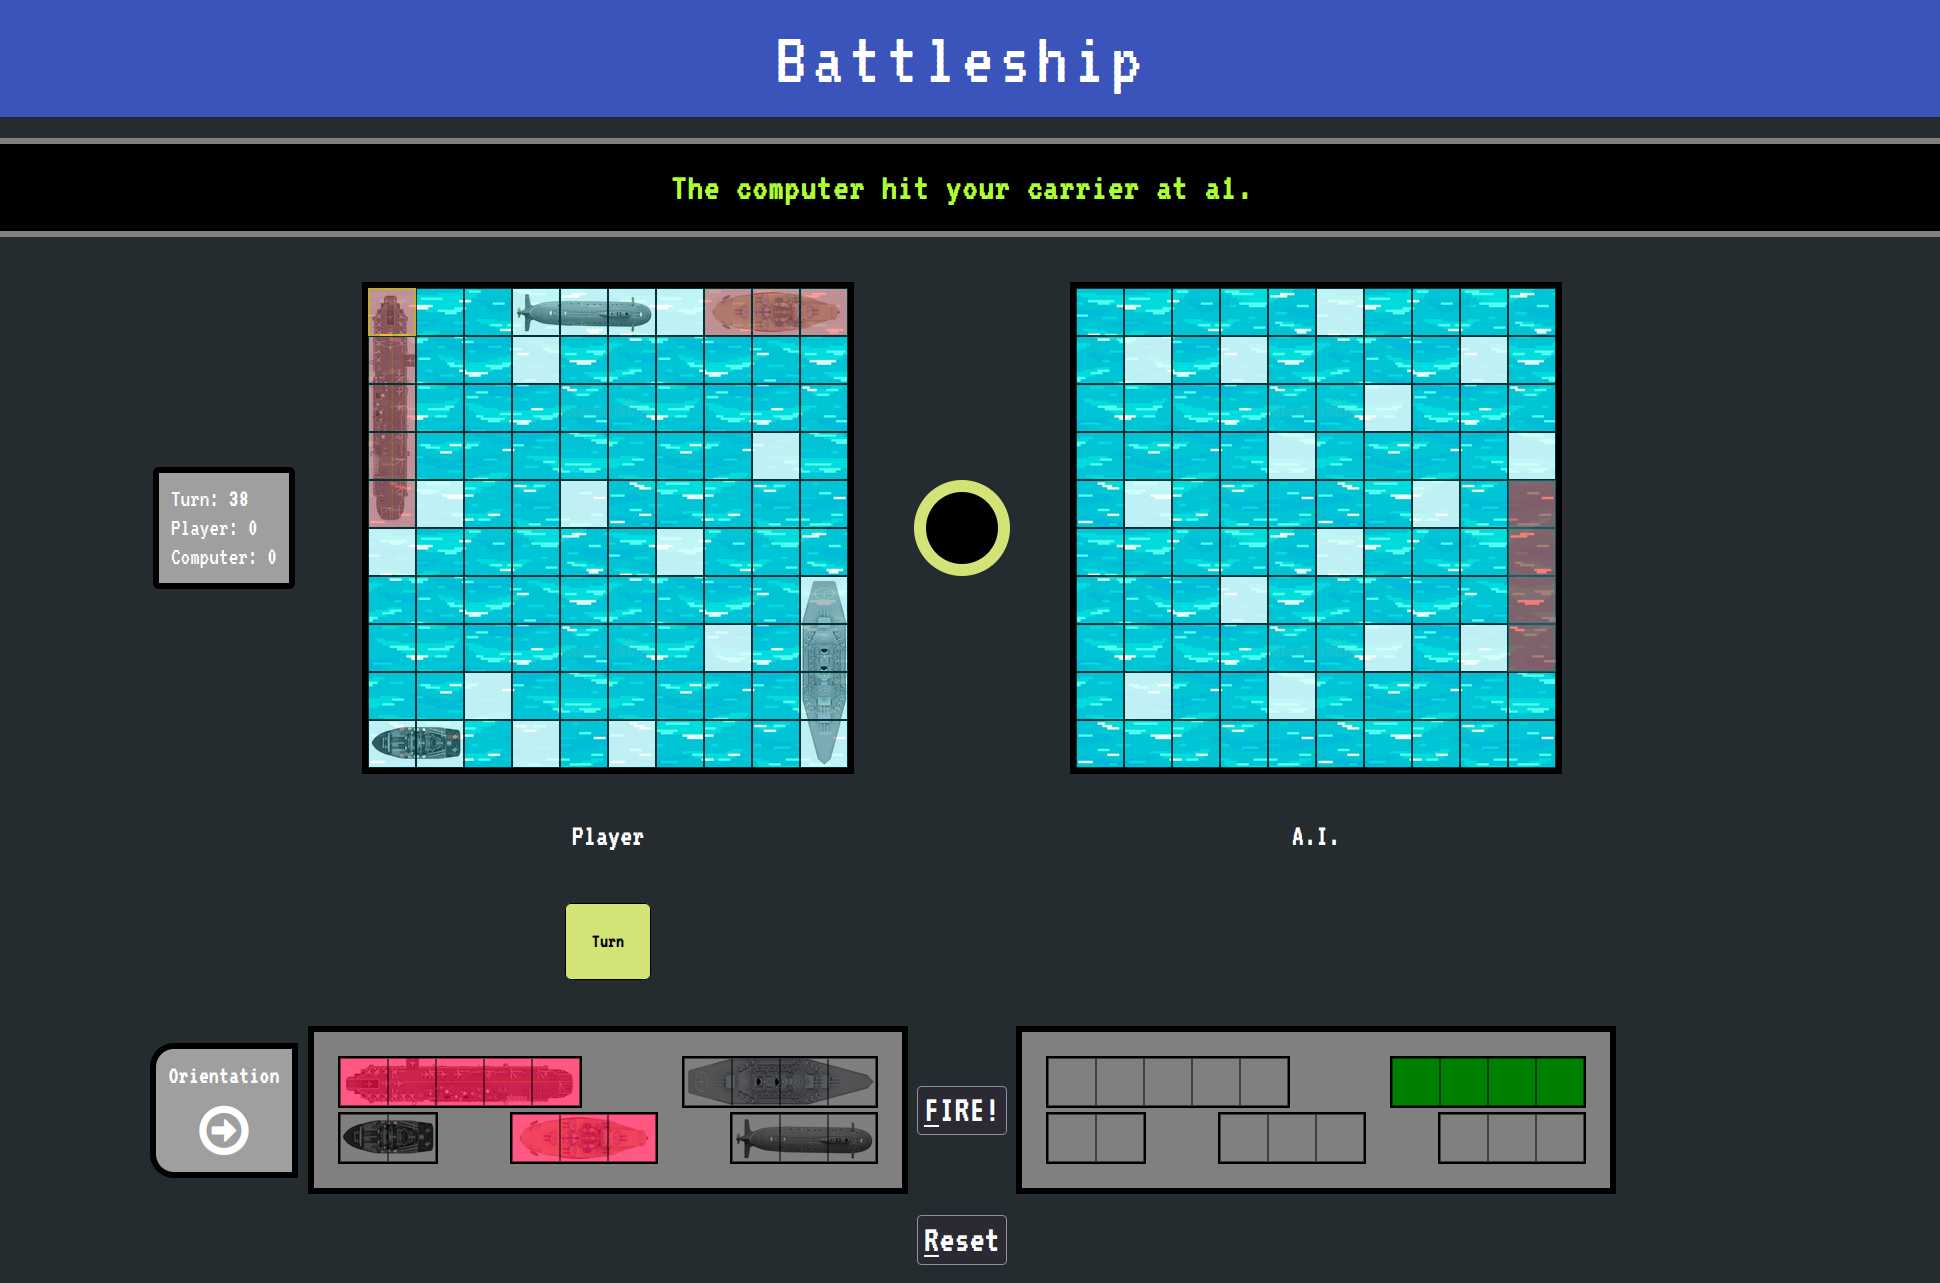 Battleship
The computer hit your carrier at a1.
Turn: 38
Player: 0
Computer: 0
Player
A.I.
Turn
Orientation
FIRE!
Reset